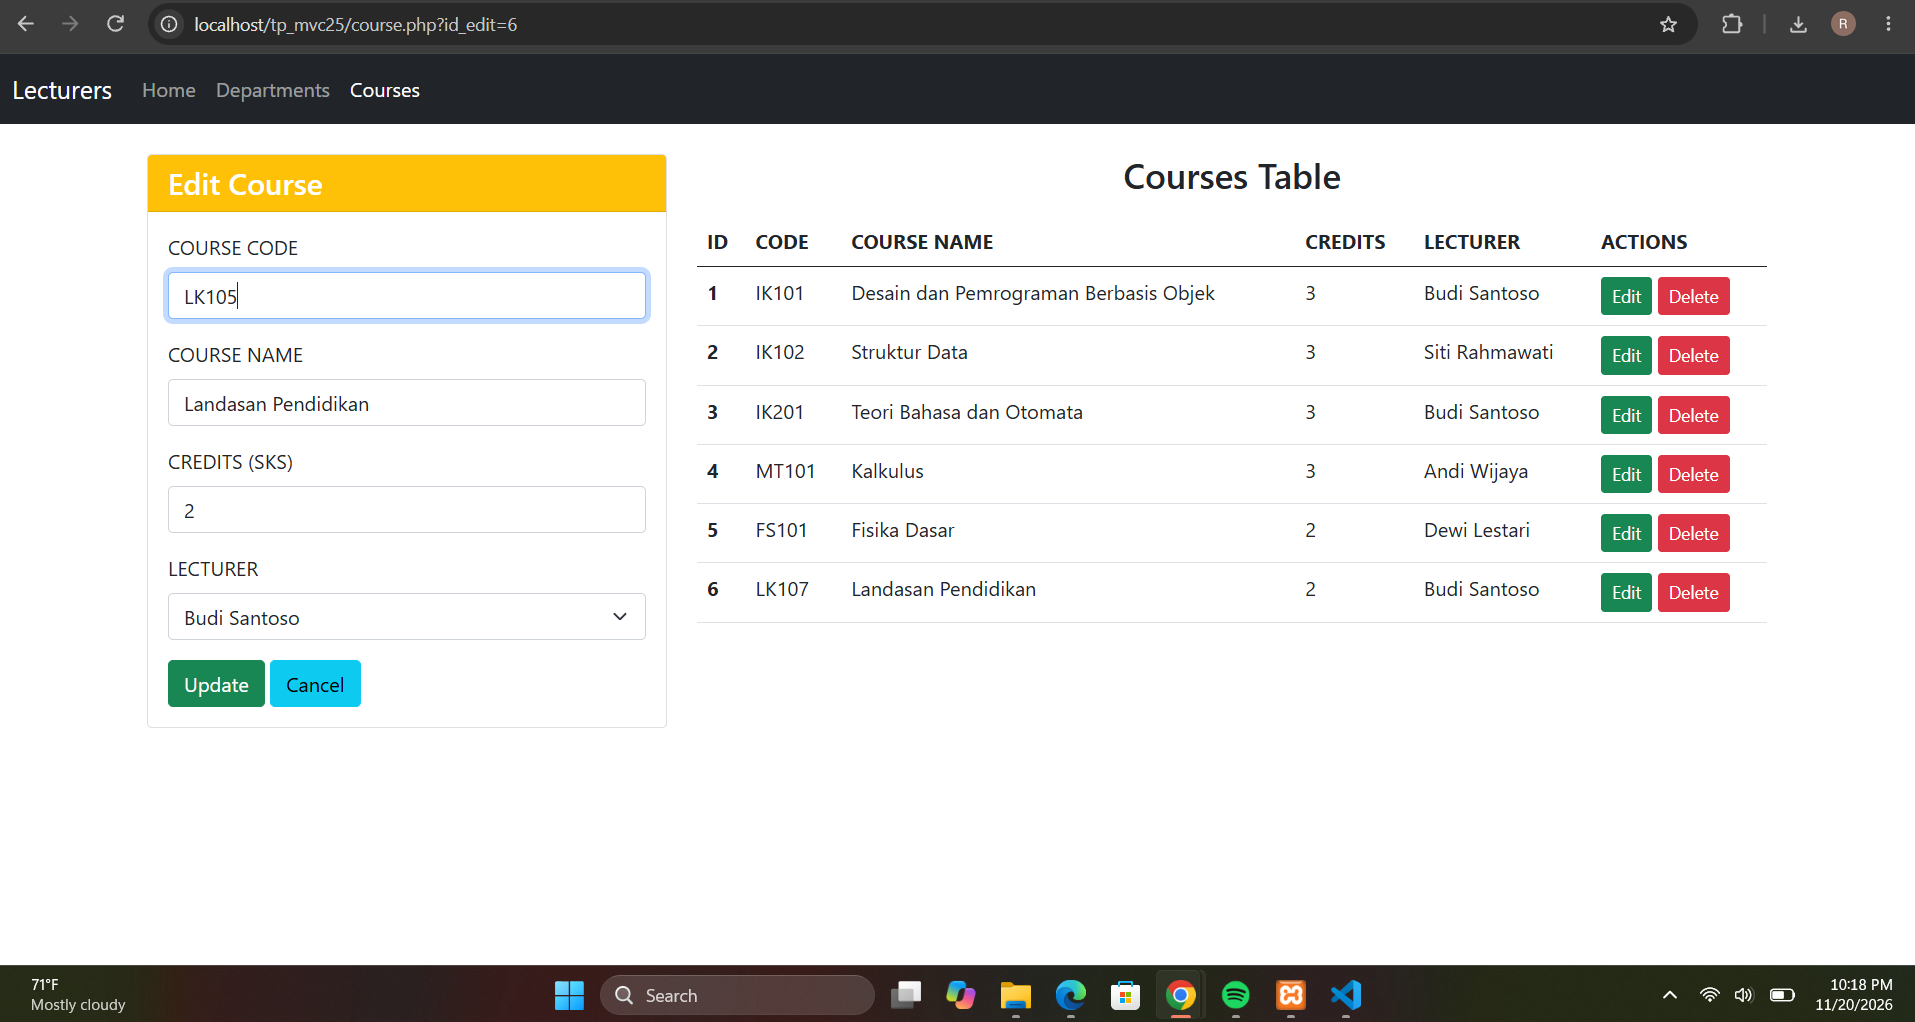 localhost/tp_mvc25/course.php?id_edit=6
R
Lecturers Home Departments Courses
Edit Course
COURSE CODE
LK105
COURSE NAME
Landasan Pendidikan
CREDITS (SKS)
2
LECTURER
Budi Santoso
Update Cancel
Courses Table
ID CODE COURSE NAME CREDITS LECTURER ACTIONS
1 IK101 Desain dan Pemrograman Berbasis Objek 3 Budi Santoso Edit Delete
2 IK102 Struktur Data 3 Siti Rahmawati Edit Delete
3 IK201 Teori Bahasa dan Otomata 3 Budi Santoso Edit Delete
4 MT101 Kalkulus 3 Andi Wijaya Edit Delete
5 FS101 Fisika Dasar 2 Dewi Lestari Edit Delete
6 LK107 Landasan Pendidikan 2 Budi Santoso Edit Delete
71°F
Mostly cloudy
Search
10:18 PM
11/20/2026